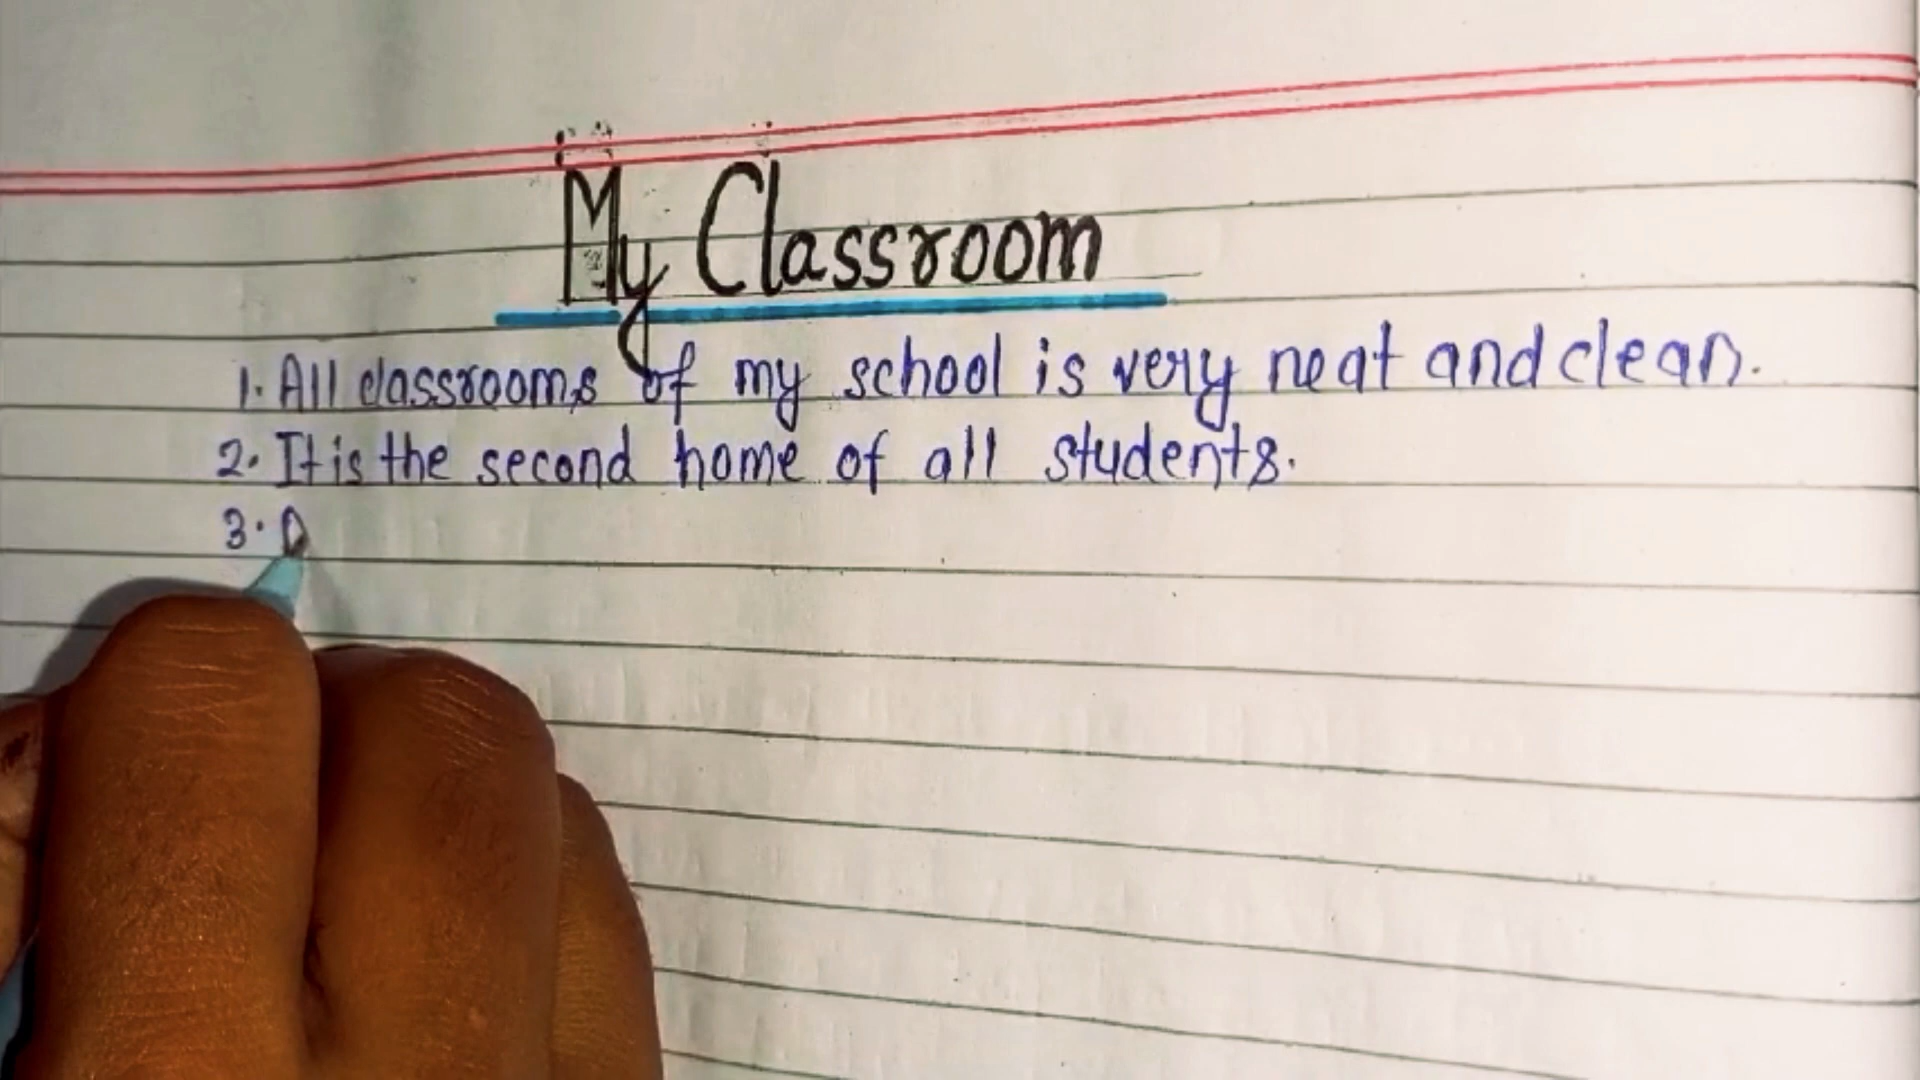 My Classroom
1. All classrooms of my school is very neat and clean.
2. It is the second home of all students.
3.